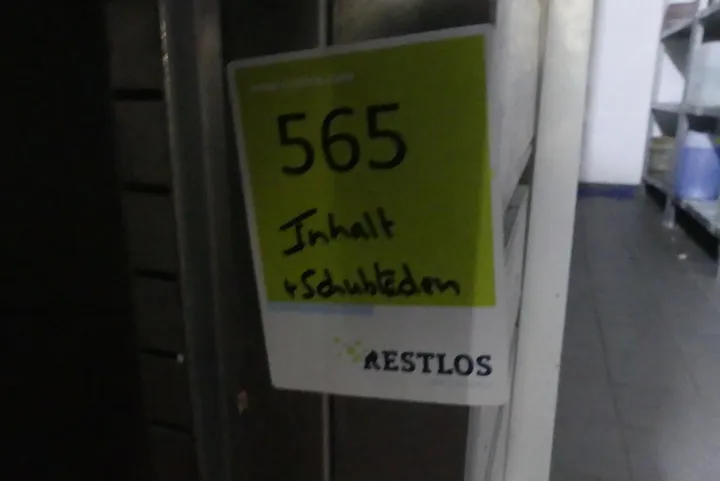 565
Inhalt
+Schubladen
RESTLOS